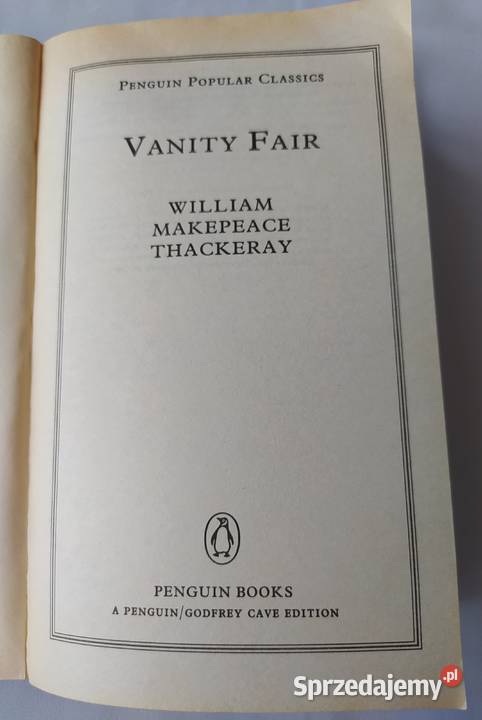 PENGUIN POPULAR CLASSICS
VANITY FAIR
WILLIAM
MAKEPEACE
THACKERAY
PENGUIN BOOKS
A PENGUIN/GODFREY CAVE EDITION
Sprzedajemy.pl